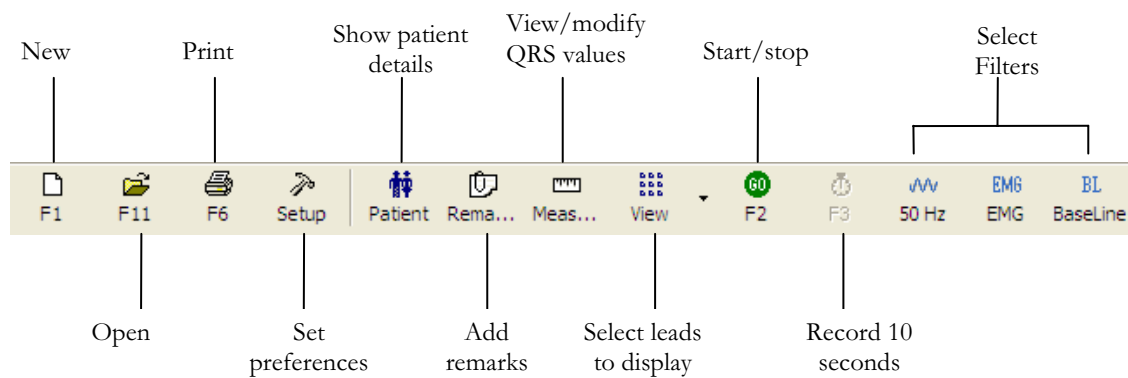 New
Print
Show patient
details
View/modify
QRS values
Start/stop
Select
Filters
GO
EMG
BL
F1
F11
F6
Setup
Patient
Rema...
Meas...
View
F2
F3
50 Hz
EMG
BaseLine
Open
Set
preferences
Add
remarks
Select leads
to display
Record 10
seconds